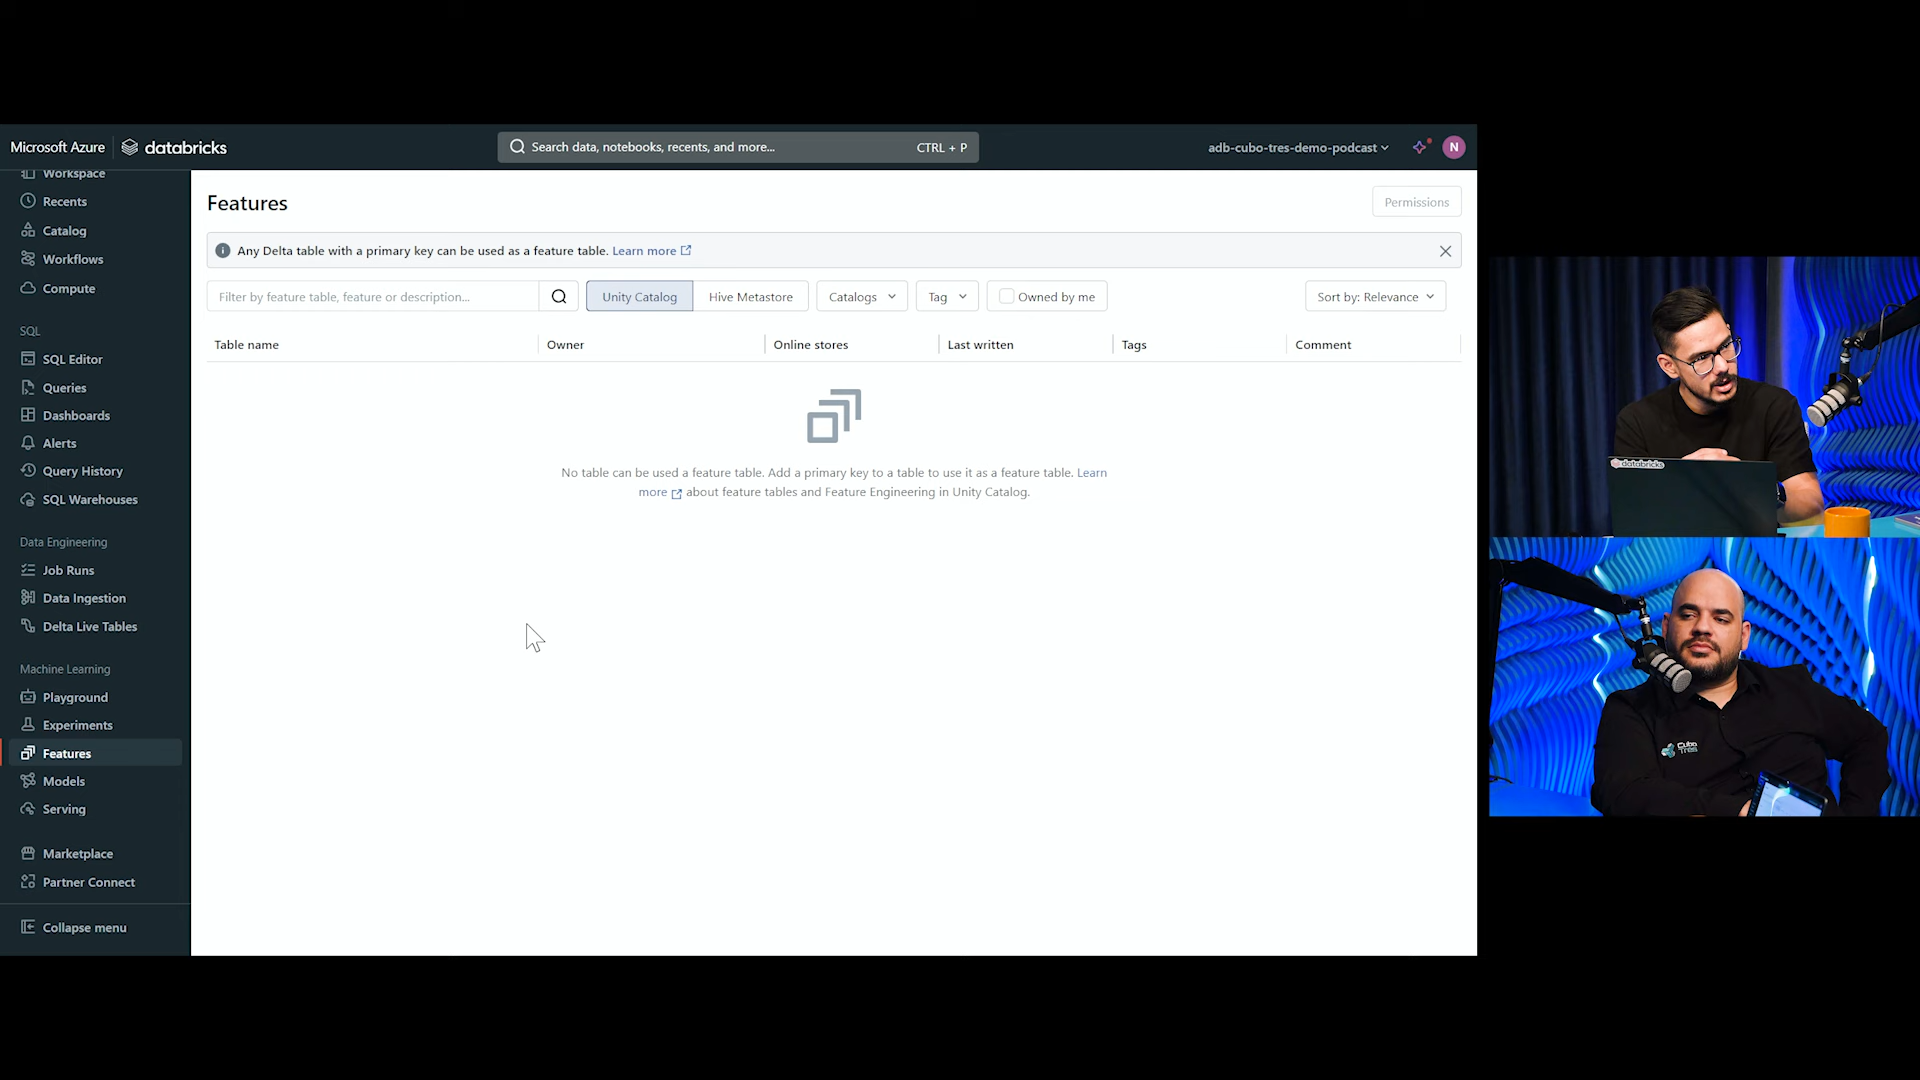 Microsoft Azure databricks
Search data, notebooks, recents, and more... CTRL + P
adb-cubo-tres-demo-podcast
N
Workspace
Recents
Catalog
Workflows
Compute
SQL
SQL Editor
Queries
Dashboards
Alerts
Query History
SQL Warehouses
Data Engineering
Job Runs
Data Ingestion
Delta Live Tables
Machine Learning
Playground
Experiments
Features
Models
Serving
Marketplace
Partner Connect
Collapse menu
Features
Permissions
Any Delta table with a primary key can be used as a feature table. Learn more
Filter by feature table, feature or description...
Unity Catalog
Hive Metastore
Catalogs
Tag
Owned by me
Sort by: Relevance
Table name Owner Online stores Last written Tags Comment
No table can be used a feature table. Add a primary key to a table to use it as a feature table. Learn
more about feature tables and Feature Engineering in Unity Catalog.
databricks
Cubo
Tres